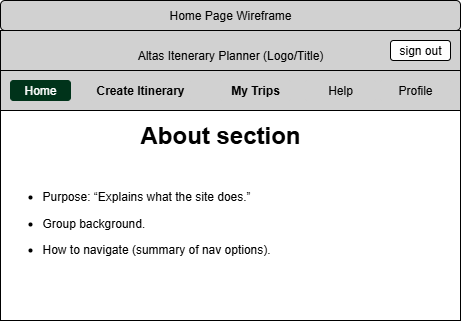 Home Page Wireframe
Altas Itenerary Planner (Logo/Title)
sign out
Home Create Itinerary My Trips Help Profile
About section
• Purpose: “Explains what the site does.”
• Group background.
• How to navigate (summary of nav options).